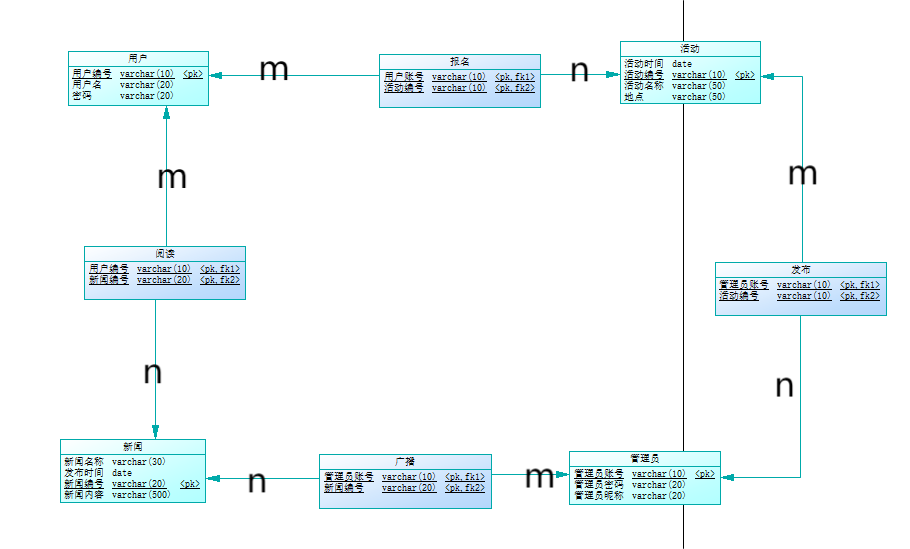 用户
用户编号 varchar(10) <pk>
用户名 varchar(20)
密码 varchar(20)
m
报名
用户账号 varchar(10) <pk,fk1>
活动编号 varchar(10) <pk,fk2>
n
活动
活动时间 date
活动编号 varchar(10) <pk>
活动名称 varchar(50)
地点 varchar(50)
m
m
阅读
用户编号 varchar(10) <pk,fk1>
新闻编号 varchar(20) <pk,fk2>
发布
管理员账号 varchar(10) <pk,fk1>
活动编号 varchar(10) <pk,fk2>
n
n
新闻
新闻名称 varchar(30)
发布时间 date
新闻编号 varchar(20) <pk>
新闻内容 varchar(500)
n
广播
管理员账号 varchar(10) <pk,fk1>
新闻编号 varchar(20) <pk,fk2>
m
管理员
管理员账号 varchar(10) <pk>
管理员密码 varchar(20)
管理员昵称 varchar(20)